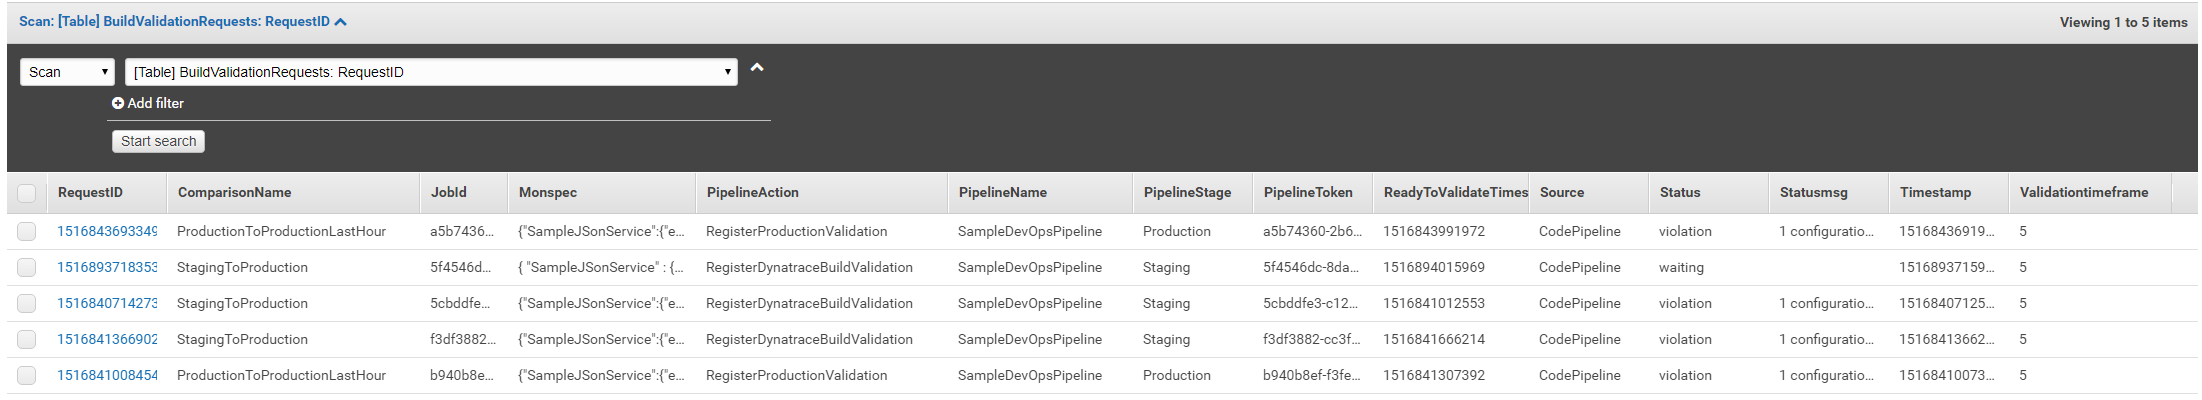 Scan: [Table] BuildValidationRequests: RequestID Viewing 1 to 5 items
Scan [Table] BuildValidationRequests: RequestID
Add filter
Start search
RequestID ComparisonName JobId Monspec PipelineAction PipelineName PipelineStage PipelineToken ReadyToValidateTimes Source Status Statusmsg Timestamp Validationtimeframe
1516843693349 ProductionToProductionLastHour a5b7436... {"SampleJSonService":{"e... RegisterProductionValidation SampleDevOpsPipeline Production a5b74360-2b6... 1516843991972 CodePipeline violation 1 configuratio... 15168436919... 5
1516893718353 StagingToProduction 5f4546d... { "SampleJSonService" : {... RegisterDynatraceBuildValidation SampleDevOpsPipeline Staging 5f4546dc-8da... 1516894015969 CodePipeline waiting 15168937159... 5
1516840714273 StagingToProduction 5cbddfe... {"SampleJSonService":{"e... RegisterDynatraceBuildValidation SampleDevOpsPipeline Staging 5cbddfe3-c12... 1516841012553 CodePipeline violation 1 configuratio... 15168407125... 5
1516841366902 StagingToProduction f3df3882... {"SampleJSonService":{"e... RegisterDynatraceBuildValidation SampleDevOpsPipeline Staging f3df3882-cc3f... 1516841666214 CodePipeline violation 1 configuratio... 15168413662... 5
1516841008454 ProductionToProductionLastHour b940b8e... {"SampleJSonService":{"e... RegisterProductionValidation SampleDevOpsPipeline Production b940b8ef-f3fe... 1516841307392 CodePipeline violation 1 configuratio... 15168410073... 5